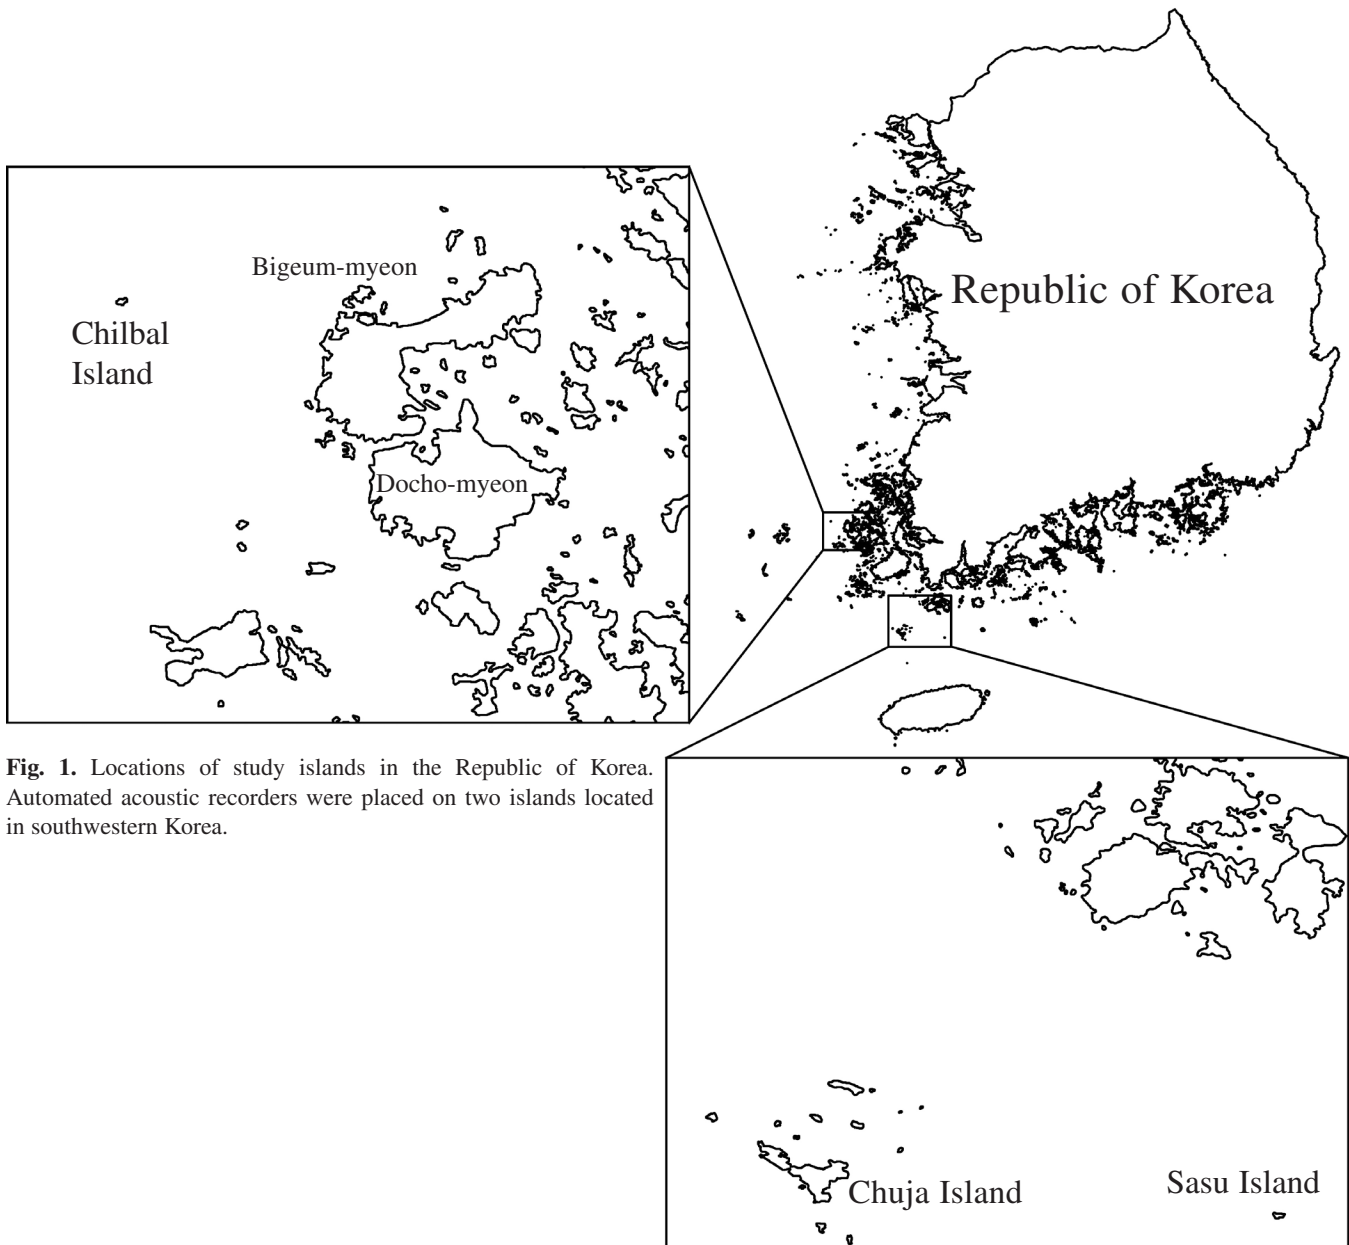 Republic of Korea
Bigeum-myeon
Chilbal
Island
Docho-myeon
Fig. 1. Locations of study islands in the Republic of Korea.
Automated acoustic recorders were placed on two islands located
in southwestern Korea.
Chuja Island
Sasu Island